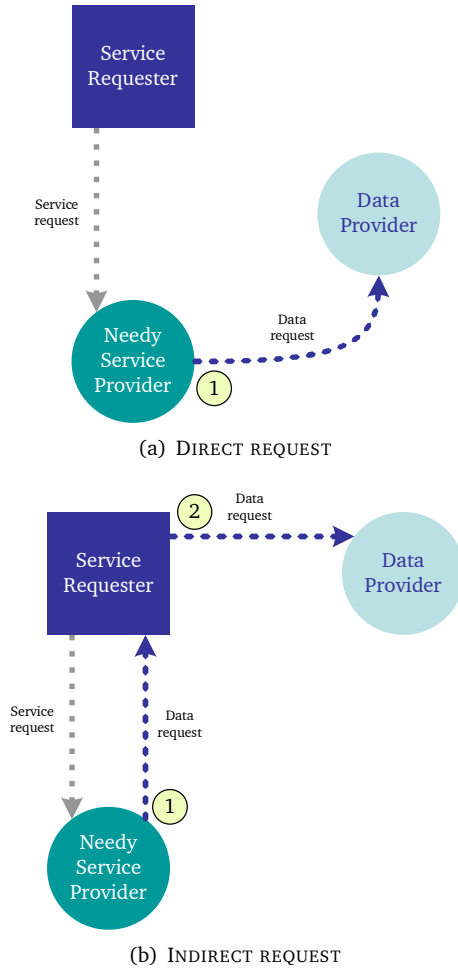 Service
Requester
Service
request
Data
Provider
Data
request
Needy
Service
Provider
1
(a) DIRECT REQUEST
2
Data
request
Service
Requester
Data
Provider
Service
request
Data
request
1
Needy
Service
Provider
(b) INDIRECT REQUEST